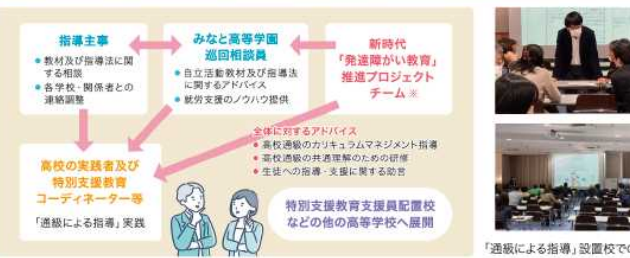 指導主事
● 教材及び指導法に関
する相談
● 各学校・関係者との
連絡調整
みなと高等学園
巡回相談員
● 自立活動教材及び指導法
に関するアドバイス
● 就労支援のノウハウ提供
新時代
「発達障がい教育」
推進プロジェクト
チーム ※
全体に対するアドバイス
● 高校通級のカリキュラムマネジメント指導
● 高校通級の共通理解のための研修
● 生徒への指導・支援に関する助言
高校の実践者及び
特別支援教育
コーディネーター等
「通級による指導」実践
特別支援教育支援員配置校
などの他の高等学校へ展開
「通級による指導」設置校での